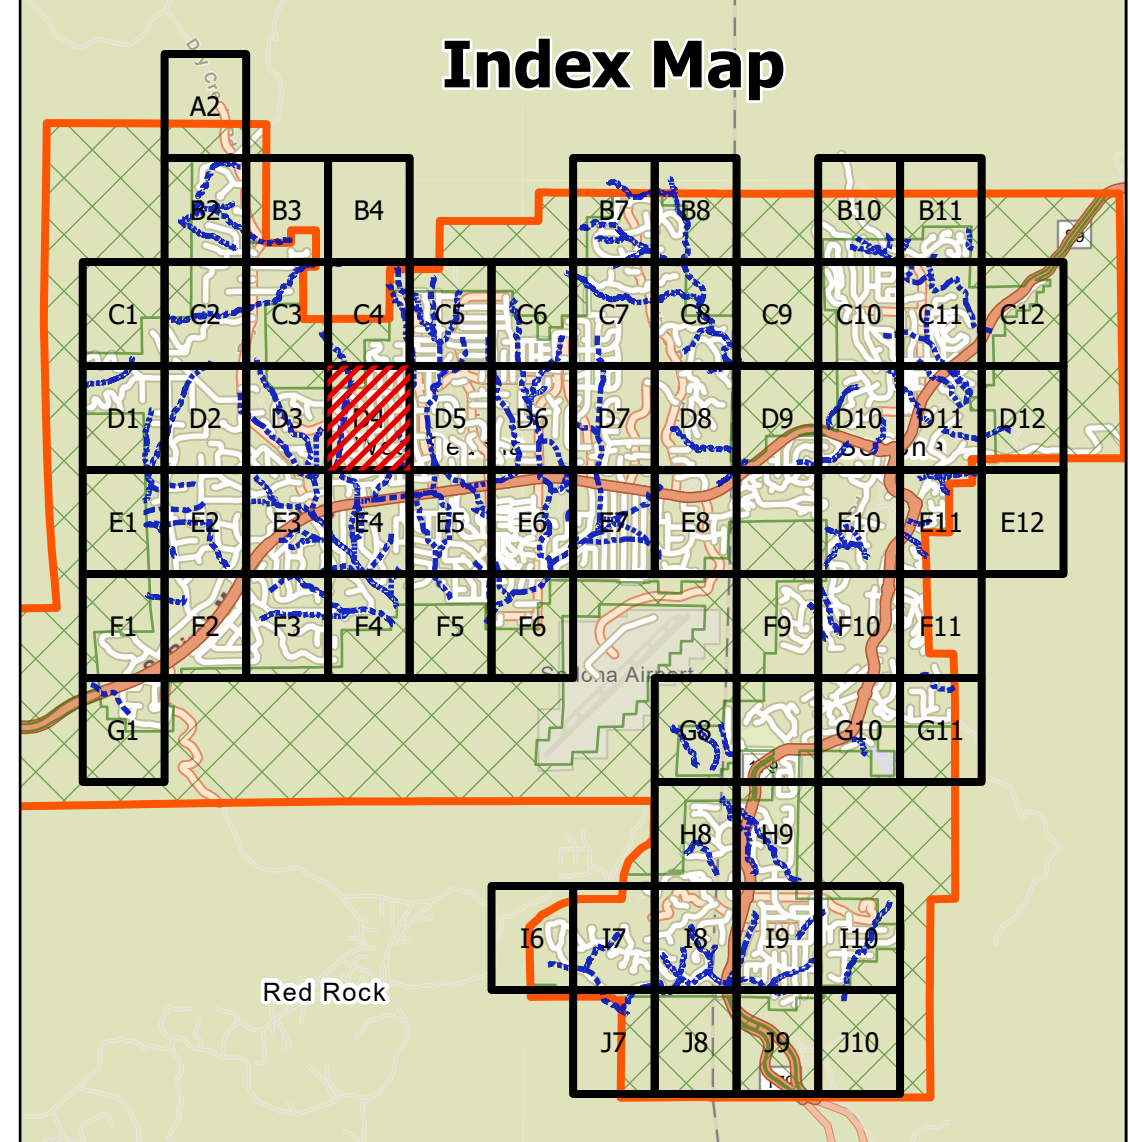 Index Map
A2
B2 B3 B4 B7 B8 B10 B11
89
C1 C2 C3 C4 C5 C6 C7 C8 C9 C10 C11 C12
D1 D2 D3 D4 D5 D6 D7 D8 D9 D10 D11 D12
E1 E2 E3 E4 E5 E6 E7 E8 E10 E11 E12
F1 F2 F3 F4 F5 F6 F9 F10 F11
Sedona Airport
G1 G8 G10 G11
H8 H9
I6 I7 I8 I9 I10
Red Rock
J7 J8 J9 J10